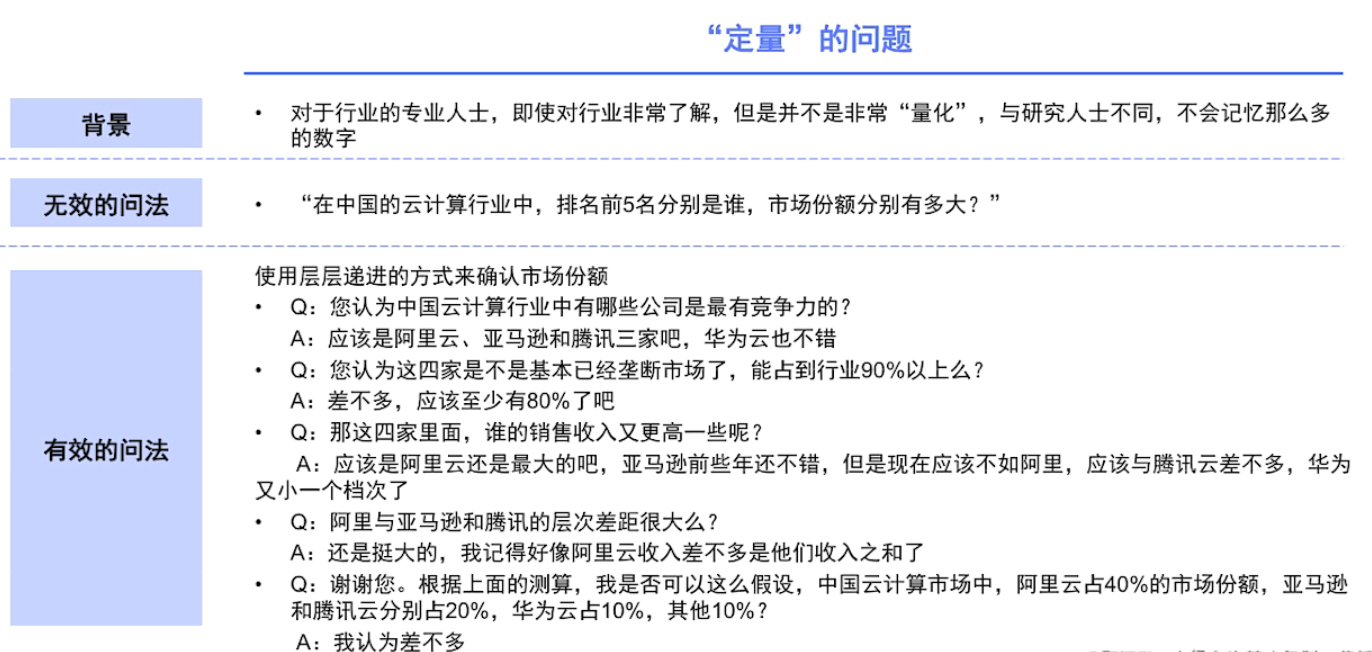 “定量”的问题
背景
• 对于行业的专业人士，即使对行业非常了解，但是并不是非常“量化”，与研究人士不同，不会记忆那么多
的数字
无效的问法
• “在中国的云计算行业中，排名前5名分别是谁，市场份额分别有多大？”
有效的问法
使用层层递进的方式来确认市场份额
• Q：您认为中国云计算行业中有哪些公司是最有竞争力的？
A：应该是阿里云、亚马逊和腾讯三家吧，华为云也不错
• Q：您认为这四家是不是基本已经垄断市场了，能占到行业90%以上么？
A：差不多，应该至少有80%了吧
• Q：那这四家里面，谁的销售收入又更高一些呢？
A：应该是阿里云还是最大的吧，亚马逊前些年还不错，但是现在应该不如阿里，应该与腾讯云差不多，华为
又小一个档次了
• Q：阿里与亚马逊和腾讯的层次差距很大么？
A：还是挺大的，我记得好像阿里云收入差不多是他们收入之和了
• Q：谢谢您。根据上面的测算，我是否可以这么假设，中国云计算市场中，阿里云占40%的市场份额，亚马逊
和腾讯云分别占20%，华为云占10%，其他10%？
A：我认为差不多